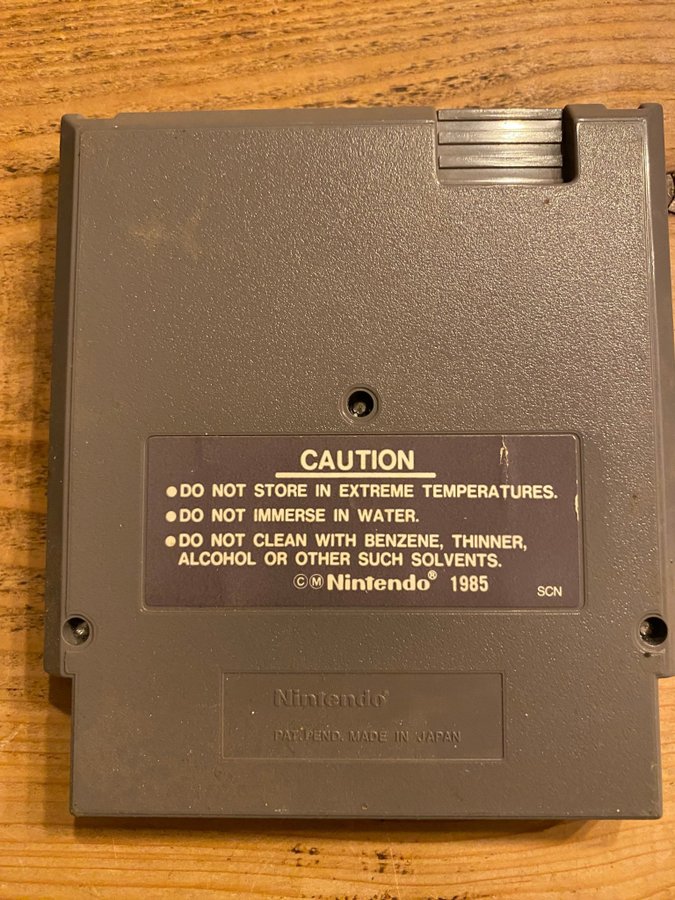 CAUTION
●DO NOT STORE IN EXTREME TEMPERATURES.
●DO NOT IMMERSE IN WATER.
●DO NOT CLEAN WITH BENZENE, THINNER,
ALCOHOL OR OTHER SUCH SOLVENTS.
©Ⓜ Nintendo® 1985 SCN
Nintendo®
PAT. PEND. MADE IN JAPAN